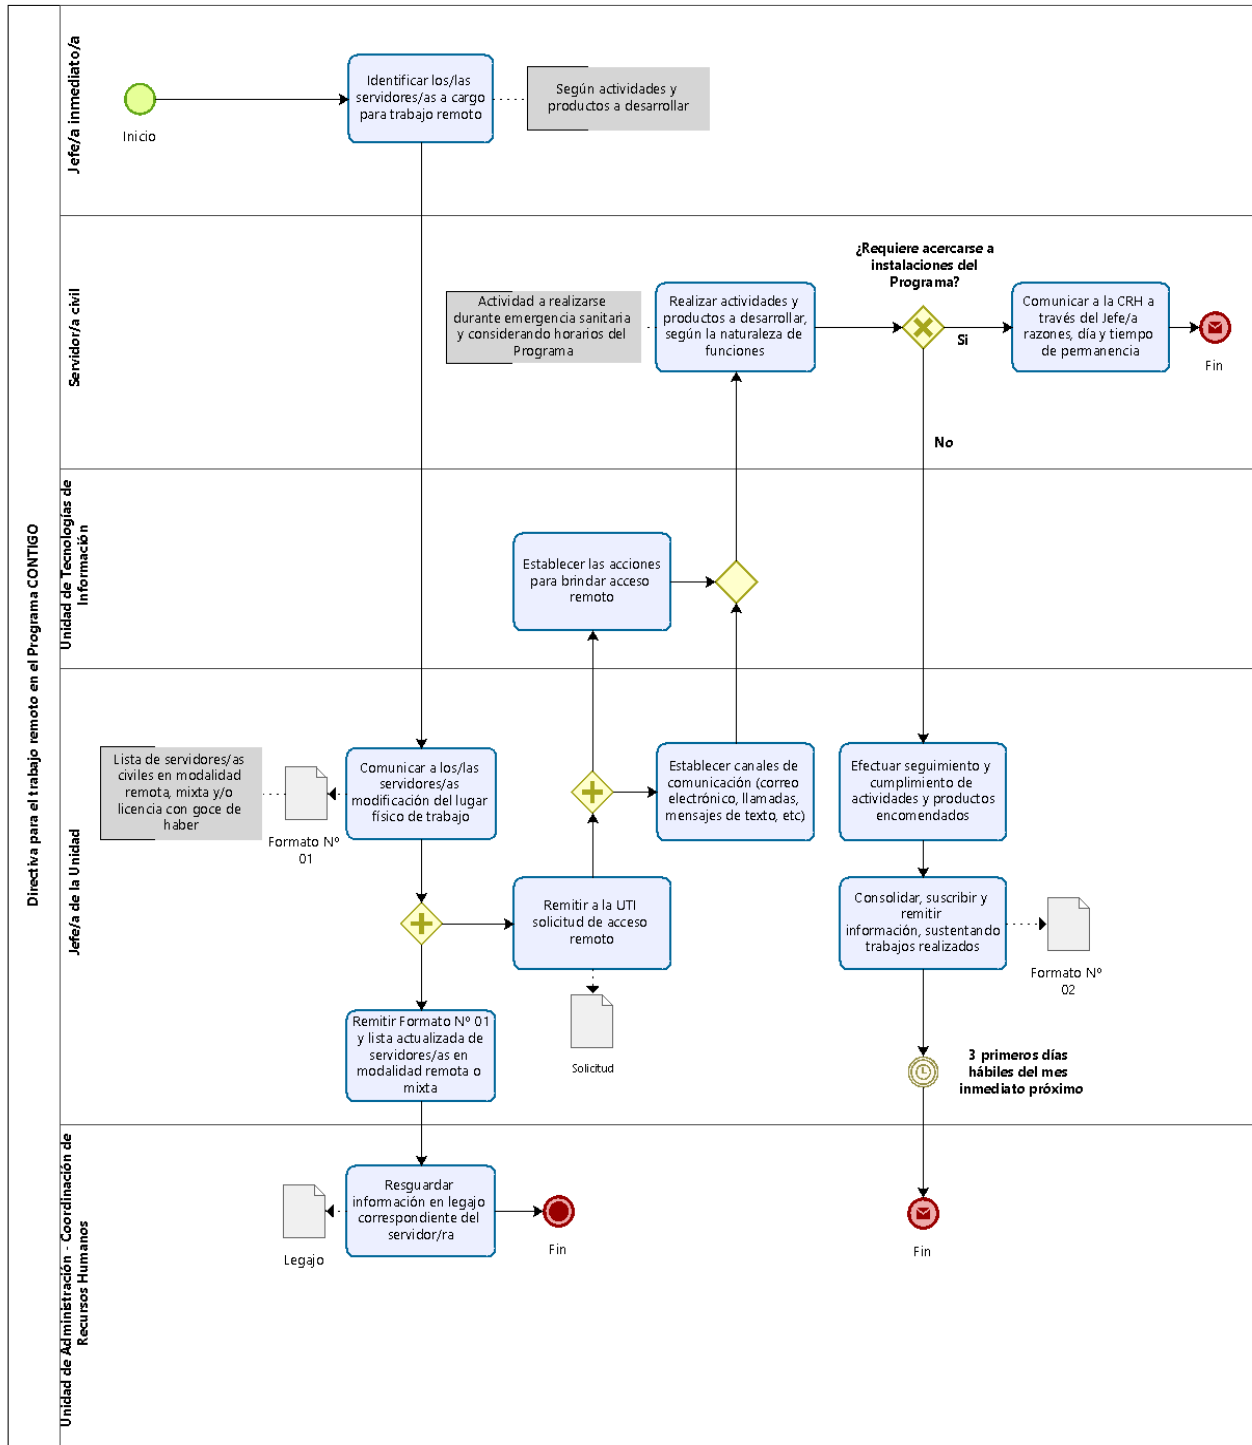 Directiva para el trabajo remoto en el Programa CONTIGO
Jefe/a inmediato/a
Inicio
Identificar los/las
servidores/as a cargo
para trabajo remoto
Según actividades y
productos a desarrollar
Servidor/a civil
Actividad a realizarse
durante emergencia sanitaria
y considerando horarios del
Programa
Realizar actividades y
productos a desarrollar,
según la naturaleza de
funciones
¿Requiere acercarse a
instalaciones del
Programa?
Si
No
Comunicar a la CRH a
través del Jefe/a
razones, día y tiempo
de permanencia
Fin
Unidad de Tecnologías de
Información
Establecer las acciones
para brindar acceso
remoto
Jefe/a de la Unidad
Lista de servidores/as
civiles en modalidad
remota, mixta y/o
licencia con goce de
haber
Formato Nº
01
Comunicar a los/las
servidores/as
modificación del lugar
físico de trabajo
Establecer canales de
comunicación (correo
electrónico, llamadas,
mensajes de texto, etc)
Efectuar seguimiento y
cumplimiento de
actividades y productos
encomendados
Remitir a la UTI
solicitud de acceso
remoto
Solicitud
Consolidar, suscribir y
remitir
información, sustentando
trabajos realizados
Formato Nº
02
Remitir Formato Nº 01
y lista actualizada de
servidores/as en
modalidad remota o
mixta
3 primeros días
hábiles del mes
inmediato próximo
Unidad de Administración - Coordinación de
Recursos Humanos
Legajo
Resguardar
información en legajo
correspondiente del
servidor/ra
Fin
Fin